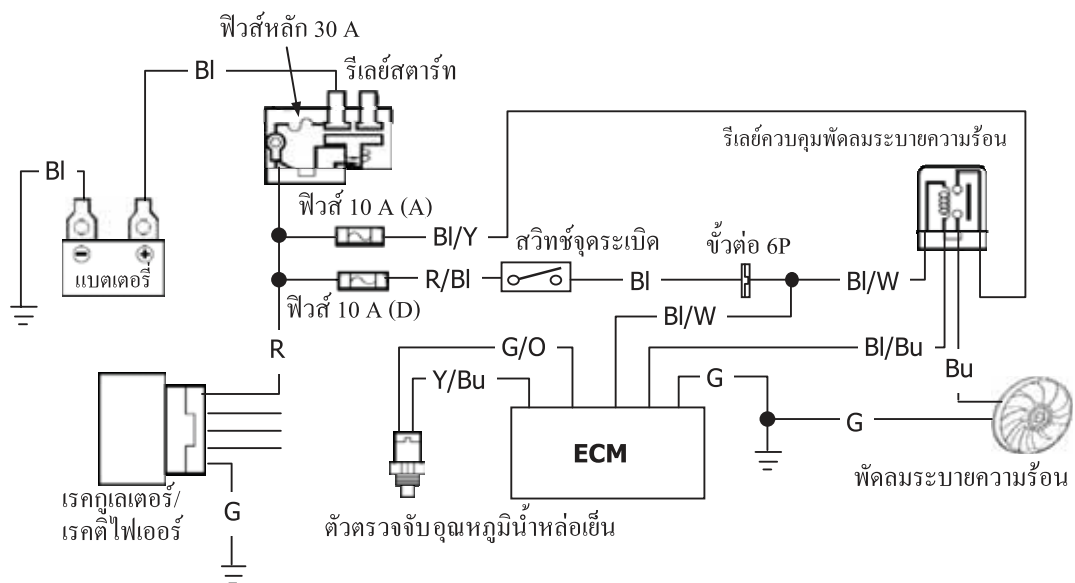 ฟิวส์หลัก 30 A
Bl
รีเลย์สตาร์ท
รีเลย์ควบคุมพัดลมระบายความร้อน
Bl
ฟิวส์ 10 A (A)
Bl/Y
สวิทช์จุดระเบิด
ขั้วต่อ 6P
แบตเตอรี่
R/Bl
Bl
Bl/W
ฟิวส์ 10 A (D)
Bl/W
R
G/O
Bl/Bu
Y/Bu
G
Bu
G
ECM
พัดลมระบายความร้อน
เรคกูเลเตอร์/
เรคติไฟเออร์
G
ตัวตรวจจับอุณหภูมิน้ำหล่อเย็น